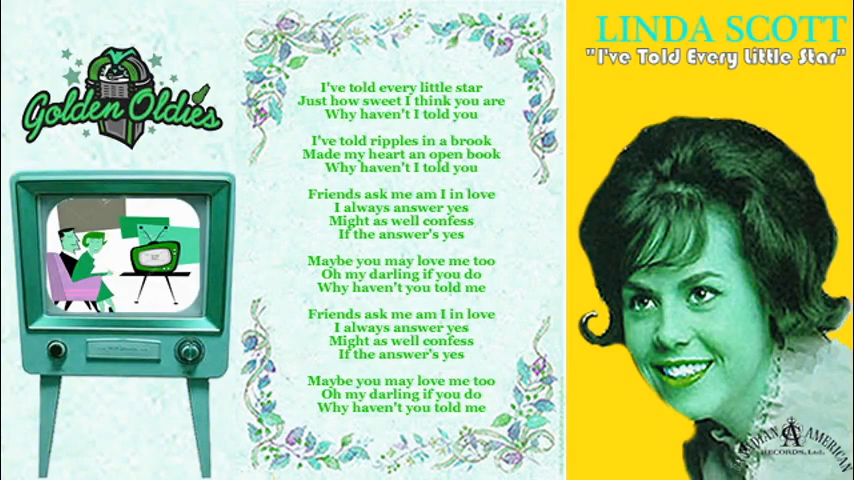 Golden Oldies
I've told every little star
Just how sweet I think you are
Why haven't I told you
I've told ripples in a brook
Made my heart an open book
Why haven't I told you
Friends ask me am I in love
I always answer yes
Might as well confess
If the answer's yes
Maybe you may love me too
Oh my darling if you do
Why haven't you told me
Friends ask me am I in love
I always answer yes
Might as well confess
If the answer's yes
Maybe you may love me too
Oh my darling if you do
Why haven't you told me
LINDA SCOTT
"I've Told Every Little Star"
AMERICAN
RECORDS, Ltd.